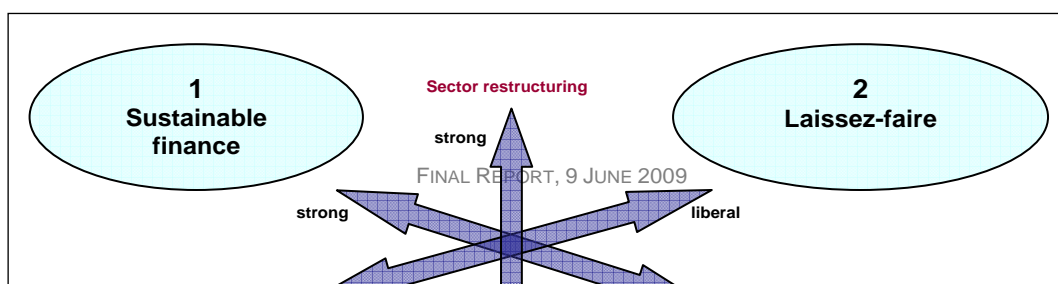 1
Sustainable
finance
Sector restructuring
2
Laissez-faire
strong
FINAL REPORT, 9 JUNE 2009
strong
liberal